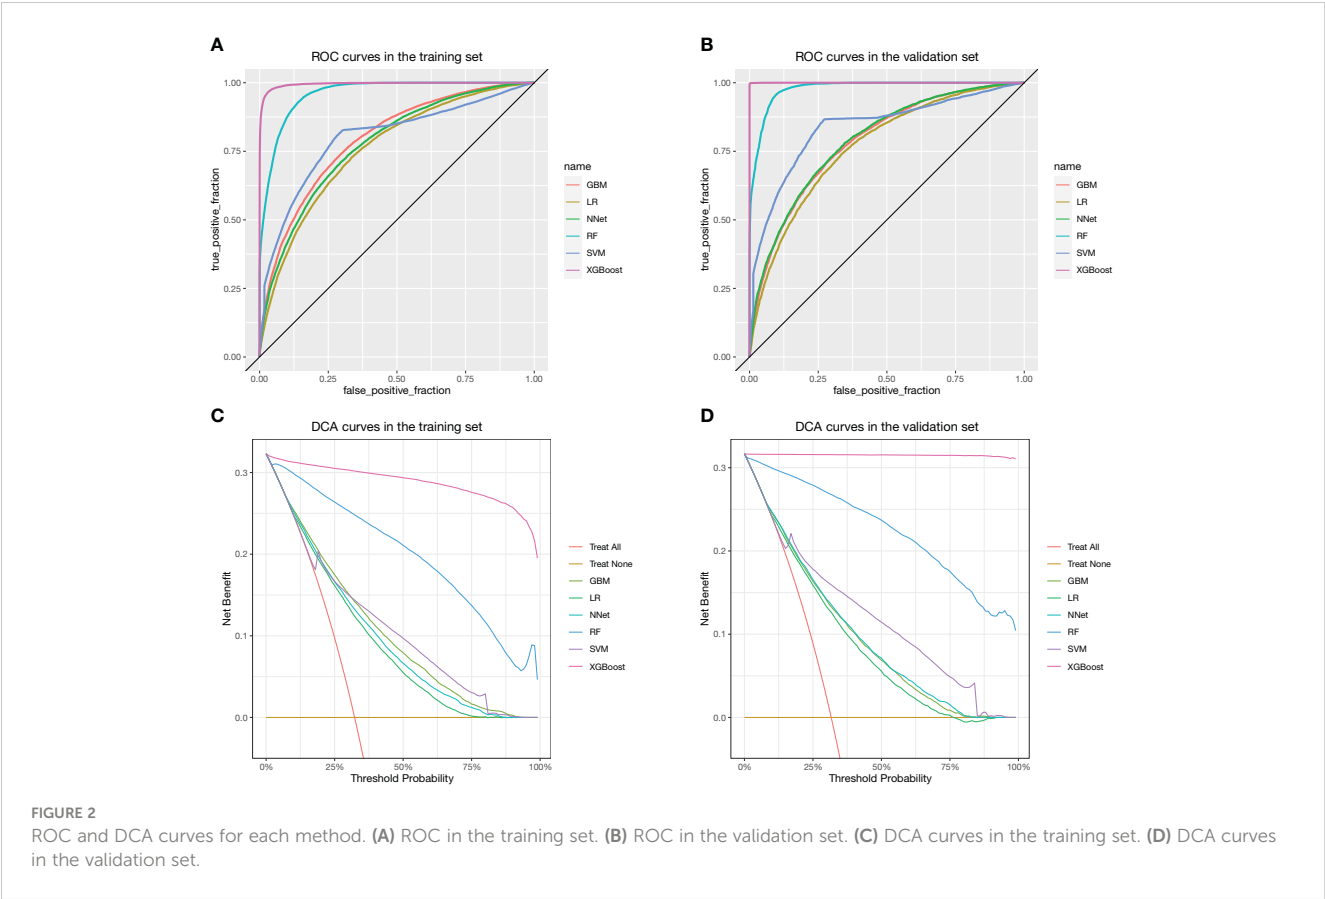 A
ROC curves in the training set
1.00
0.75
0.50
0.25
0.00
true_positive_fraction
0.00 0.25 0.50 0.75 1.00
false_positive_fraction
name
GBM
LR
NNet
RF
SVM
XGBoost
B
ROC curves in the validation set
1.00
0.75
0.50
0.25
0.00
true_positive_fraction
0.00 0.25 0.50 0.75 1.00
false_positive_fraction
name
GBM
LR
NNet
RF
SVM
XGBoost
C
DCA curves in the training set
0.3
0.2
0.1
0.0
Net Benefit
0% 25% 50% 75% 100%
Threshold Probability
Treat All
Treat None
GBM
LR
NNet
RF
SVM
XGBoost
D
DCA curves in the validation set
0.3
0.2
0.1
0.0
Net Benefit
0% 25% 50% 75% 100%
Threshold Probability
Treat All
Treat None
GBM
LR
NNet
RF
SVM
XGBoost
FIGURE 2
ROC and DCA curves for each method. (A) ROC in the training set. (B) ROC in the validation set. (C) DCA curves in the training set. (D) DCA curves
in the validation set.